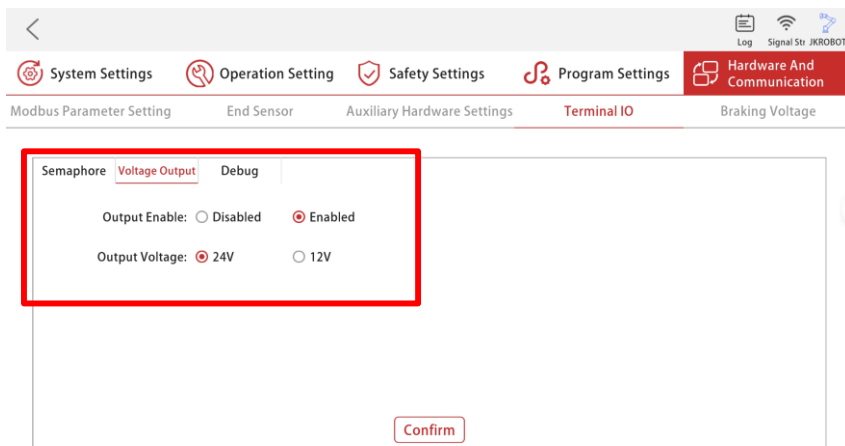 Log Signal Str JKROBOT
System Settings Operation Setting Safety Settings Program Settings Hardware And Communication
Modbus Parameter Setting End Sensor Auxiliary Hardware Settings Terminal IO Braking Voltage
Semaphore Voltage Output Debug
Output Enable: Disabled Enabled
Output Voltage: 24V 12V
Confirm